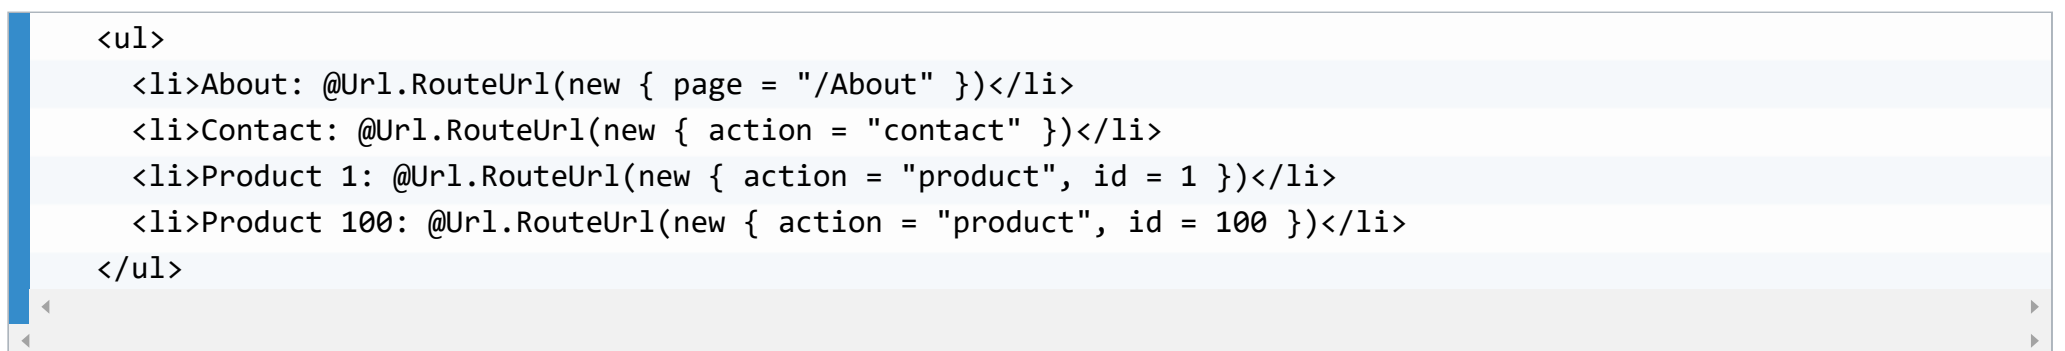 <ul>
  <li>About: @Url.RouteUrl(new { page = "/About" })</li>
  <li>Contact: @Url.RouteUrl(new { action = "contact" })</li>
  <li>Product 1: @Url.RouteUrl(new { action = "product", id = 1 })</li>
  <li>Product 100: @Url.RouteUrl(new { action = "product", id = 100 })</li>
</ul>